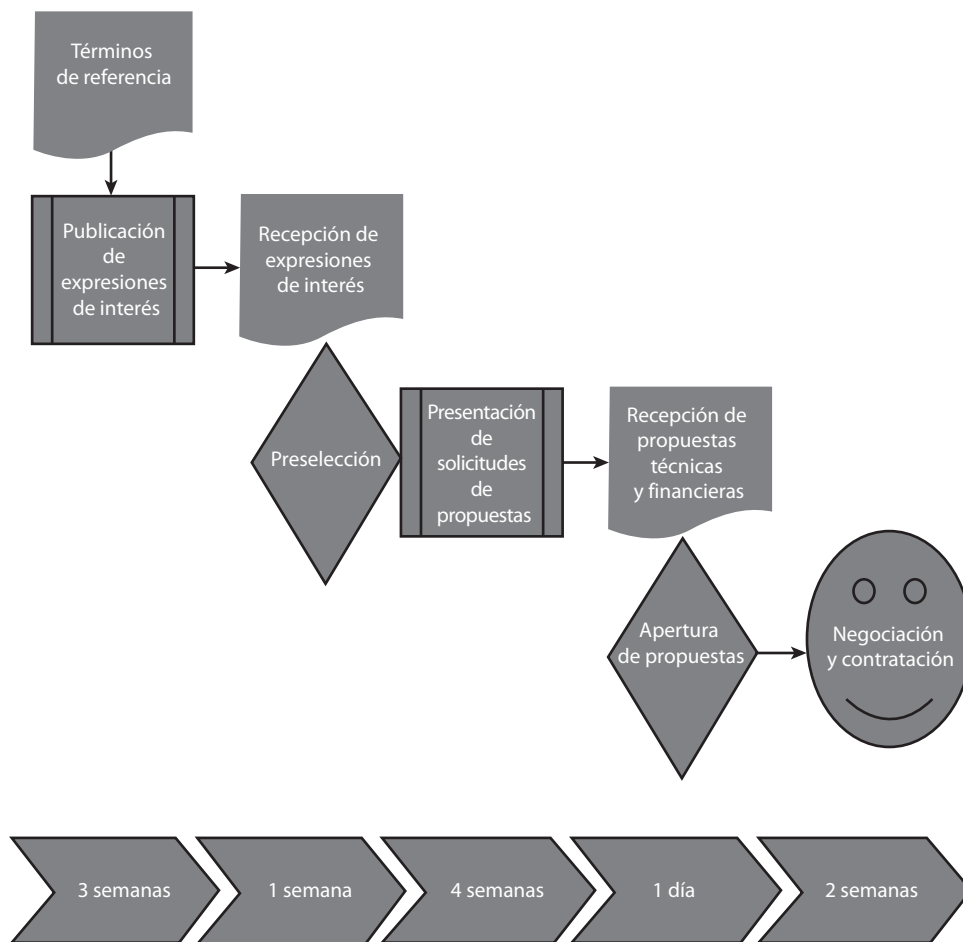 Términos
de referencia
Publicación
de
expresiones
de interés
Recepción de
expresiones
de interés
Preselección
Presentación
de
solicitudes
de
propuestas
Recepción de
propuestas
técnicas
y financieras
Apertura
de propuestas
Negociación
y contratación
3 semanas
1 semana
4 semanas
1 día
2 semanas